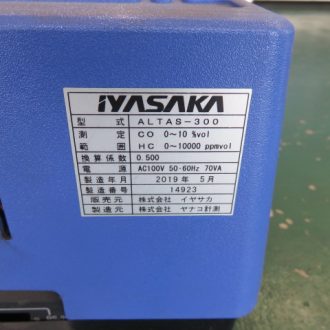 IYASAKA
型 式 ALTAS-300
測 定 CO 0~10 %vol
範 囲 HC 0~10000 ppmvol
換算係数 0.500
電 源 AC100V 50-60Hz 70VA
製造年月 2019年 5月
製造番号 14923
販売元 株式会社 イヤサカ
製造元 株式会社 ヤナコ計測